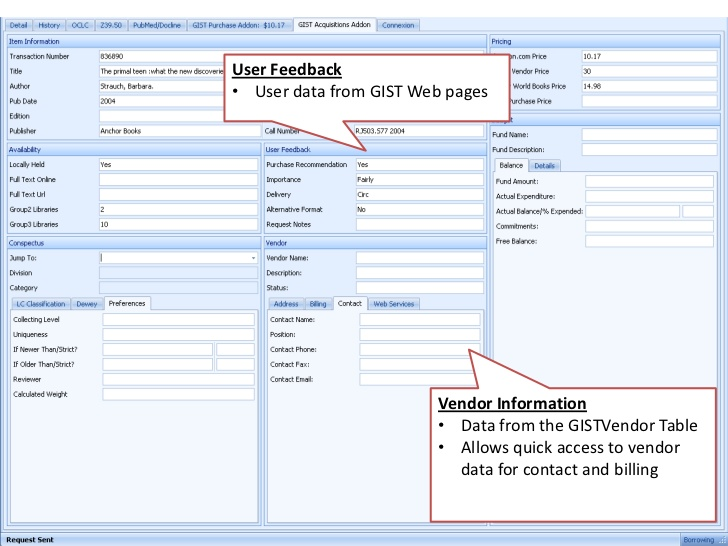 Detail History OCLC Z39.50 PubMed/Docline GIST Purchase Addon: $10.17 GIST Acquisitions Addon Connexion
Item Information
Transaction Number 836890
Title The primal teen :what the new discoverie
Author Strauch, Barbara.
Pub Date 2004
Edition
Publisher Anchor Books
Call Number RJ503.S77 2004
User Feedback
• User data from GIST Web pages
Pricing
n.com Price 10.17
Vendor Price 30
World Books Price 14.98
Purchase Price
Fund Name:
Fund Description:
Balance Details
Fund Amount:
Actual Expenditure:
Actual Balance/% Expended:
Commitments:
Free Balance:
Availability
Locally Held Yes
Full Text Online
Full Text Url
Group2 Libraries 2
Group3 Libraries 10
User Feedback
Purchase Recommendation Yes
Importance Fairly
Delivery Circ
Alternative Format No
Request Notes
Conspectus
Jump To:
Division
Category
LC Classification Dewey Preferences
Collecting Level
Uniqueness
If Newer Than/Strict?
If Older Than/Strict?
Reviewer
Calculated Weight
Vendor
Vendor Name:
Description:
Status:
Address Billing Contact Web Services
Contact Name:
Position:
Contact Phone:
Contact Fax:
Contact Email:
Vendor Information
• Data from the GISTVendor Table
• Allows quick access to vendor
data for contact and billing
Request Sent
Borrowing